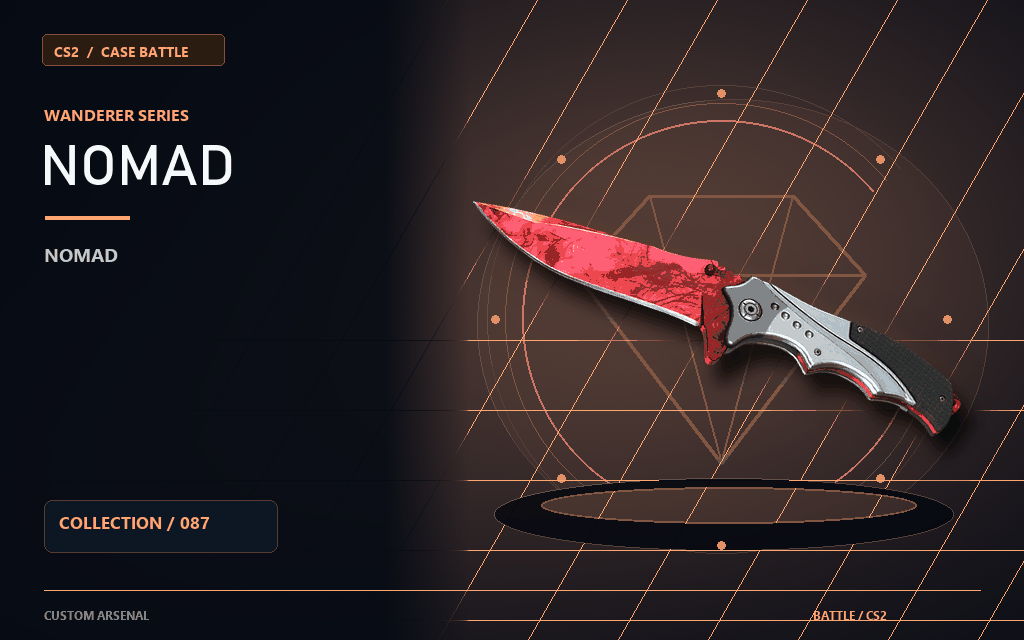 CS2 / CASE BATTLE
WANDERER SERIES
NOMAD
NOMAD
COLLECTION / 087
CUSTOM ARSENAL
BATTLE / CS2